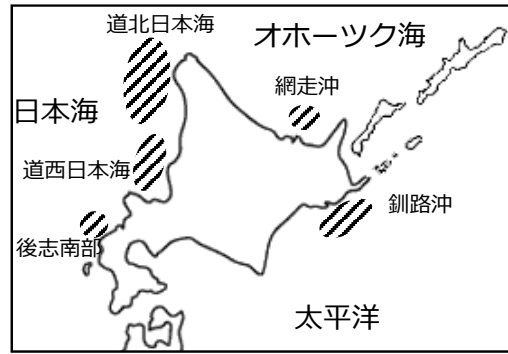 道北日本海
オホーツク海
網走沖
日本海
道西日本海
釧路沖
後志南部
太平洋